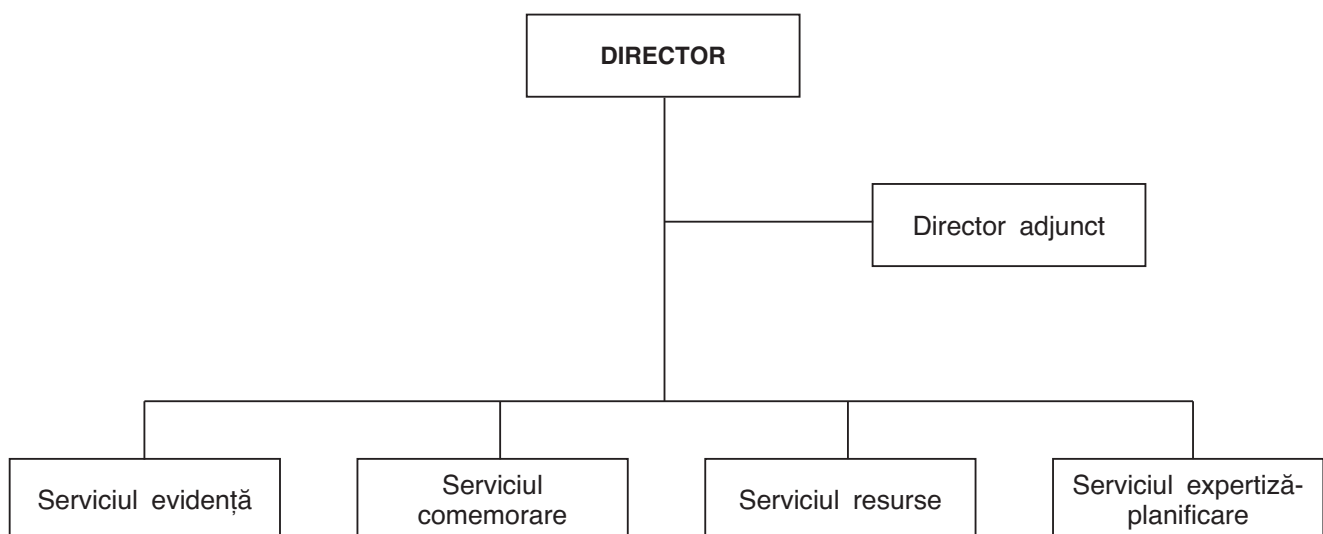 DIRECTOR
Director adjunct
Serviciul evidență
Serviciul
comemorare
Serviciul resurse
Serviciul expertiză-
planificare